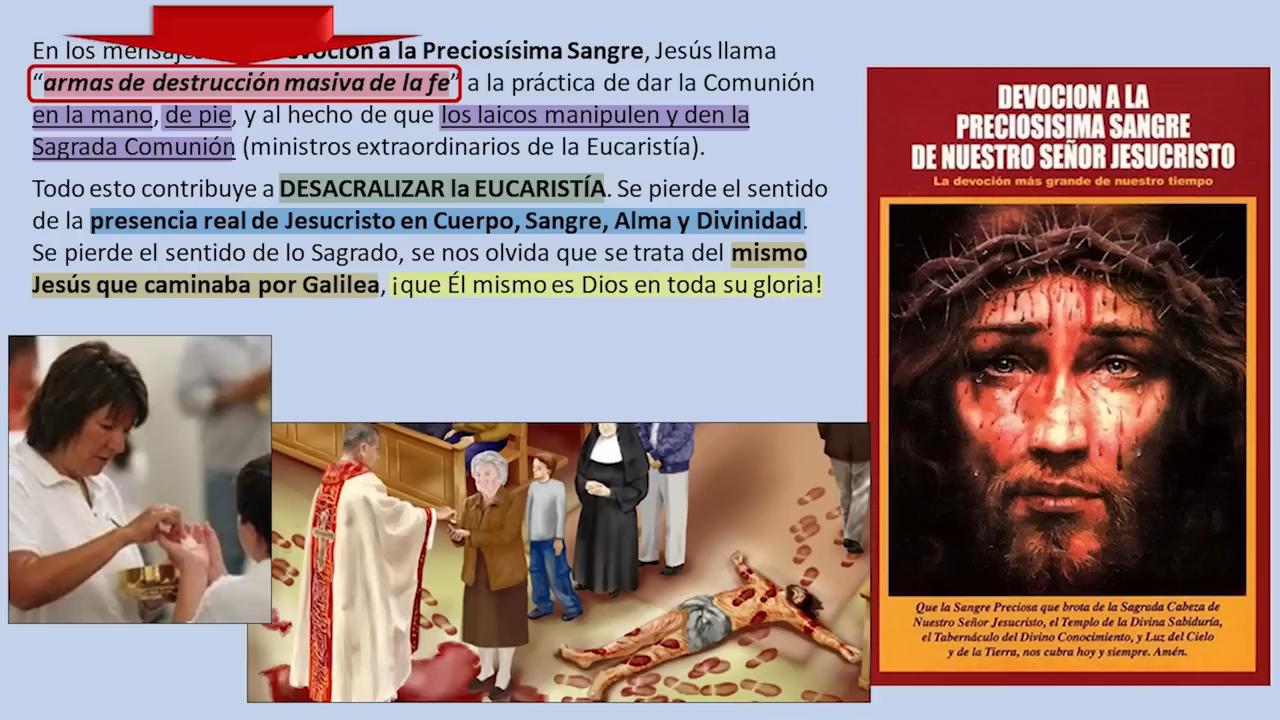 En los mensajes devoción a la Preciosísima Sangre, Jesús llama
“armas de destrucción masiva de la fe” a la práctica de dar la Comunión
en la mano, de pie, y al hecho de que los laicos manipulen y den la
Sagrada Comunión (ministros extraordinarios de la Eucaristía).
Todo esto contribuye a DESACRALIZAR la EUCARISTÍA. Se pierde el sentido
de la presencia real de Jesucristo en Cuerpo, Sangre, Alma y Divinidad.
Se pierde el sentido de lo Sagrado, se nos olvida que se trata del mismo
Jesús que caminaba por Galilea, ¡que Él mismo es Dios en toda su gloria!
DEVOCION A LA
PRECIOSISIMA SANGRE
DE NUESTRO SEÑOR JESUCRISTO
La devoción más grande de nuestro tiempo
Que la Sangre Preciosa que brota de la Sagrada Cabeza de
Nuestro Señor Jesucristo, el Templo de la Divina Sabiduría,
el Tabernáculo del Divino Conocimiento, y Luz del Cielo
y de la Tierra, nos cubra hoy y siempre. Amén.